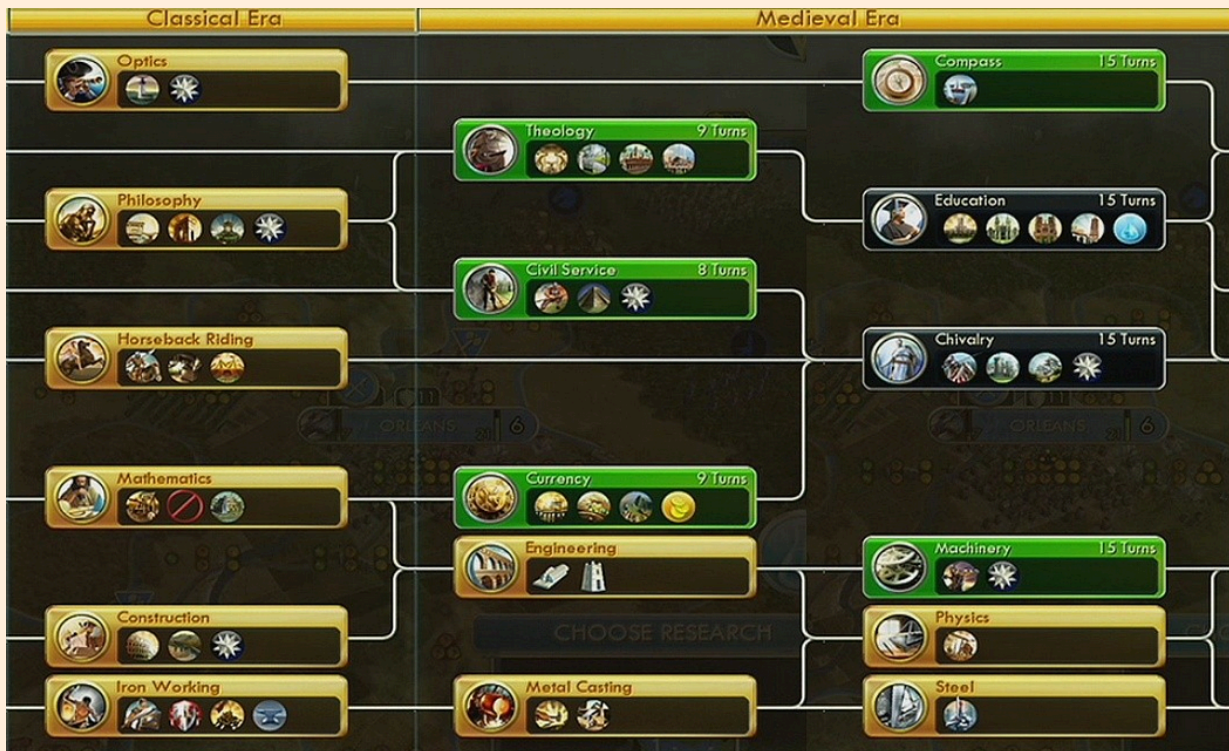 Classical Era
Medieval Era
Optics
Compass 15 Turns
Theology 9 Turns
Philosophy
Education 15 Turns
Civil Service 8 Turns
Horseback Riding
Chivalry 15 Turns
ORLEANS 6
ORLEANS 6
Mathematics
Currency 9 Turns
Engineering
Machinery 15 Turns
Construction
CHOOSE RESEARCH
Physics
Iron Working
Metal Casting
Steel